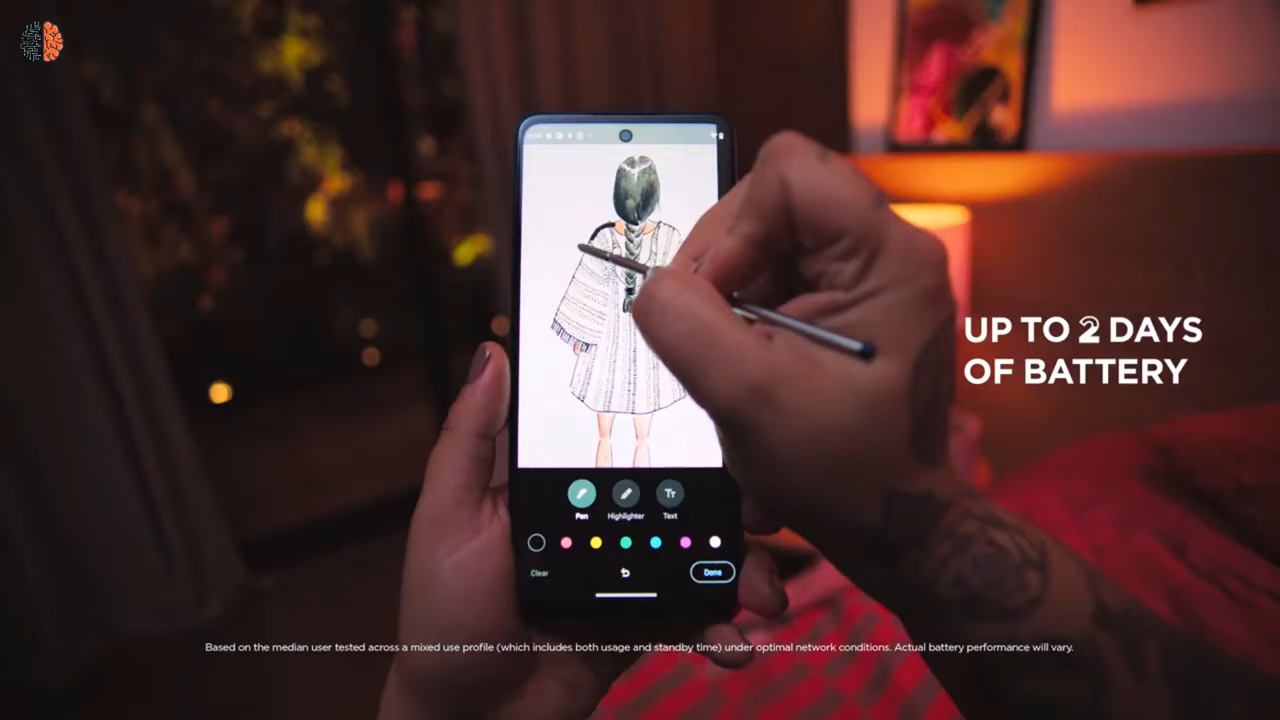 UP TO 2 DAYS
OF BATTERY
Pen
Highlighter
Text
Clear
Done
Based on the median user tested across a mixed use profile (which includes both usage and standby time) under optimal network conditions. Actual battery performance will vary.